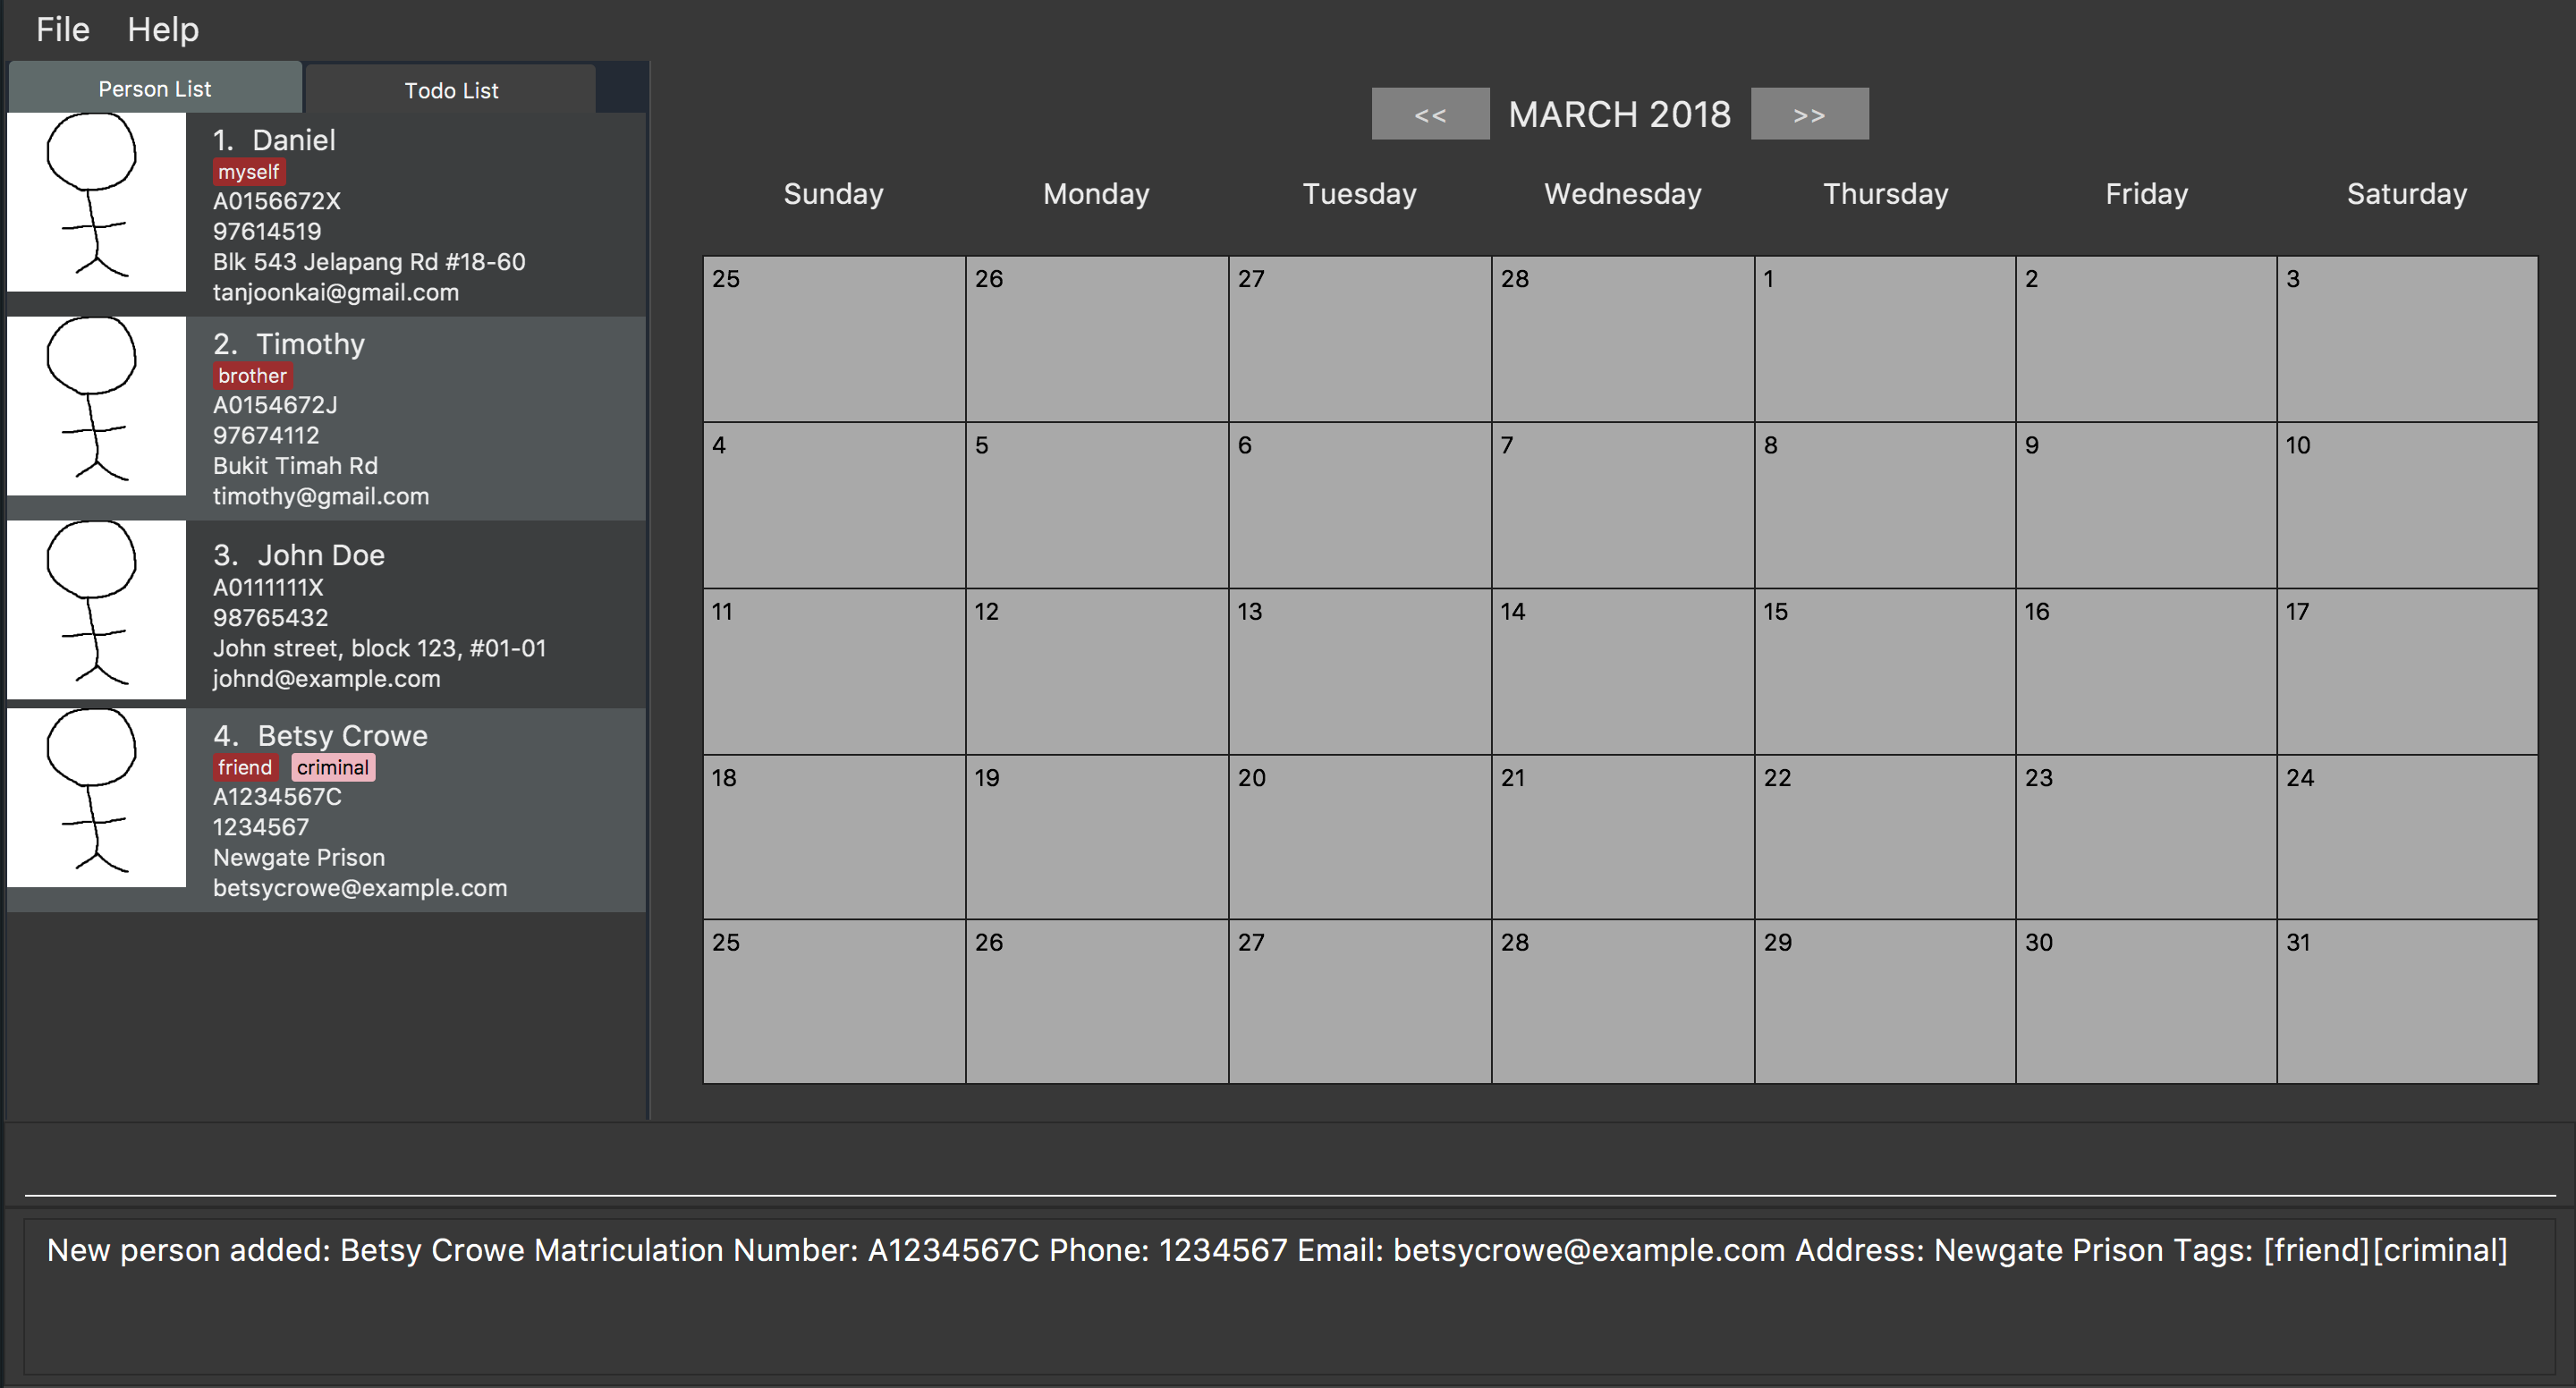 File Help
Person List Todo List
1. Daniel
myself
A0156672X
97614519
Blk 543 Jelapang Rd #18-60
tanjoonkai@gmail.com
2. Timothy
brother
A0154672J
97674112
Bukit Timah Rd
timothy@gmail.com
3. John Doe
A0111111X
98765432
John street, block 123, #01-01
johnd@example.com
4. Betsy Crowe
friend criminal
A1234567C
1234567
Newgate Prison
betsycrowe@example.com
<< MARCH 2018 >>
Sunday Monday Tuesday Wednesday Thursday Friday Saturday
25 26 27 28 1 2 3
4 5 6 7 8 9 10
11 12 13 14 15 16 17
18 19 20 21 22 23 24
25 26 27 28 29 30 31
New person added: Betsy Crowe Matriculation Number: A1234567C Phone: 1234567 Email: betsycrowe@example.com Address: Newgate Prison Tags: [friend][criminal]